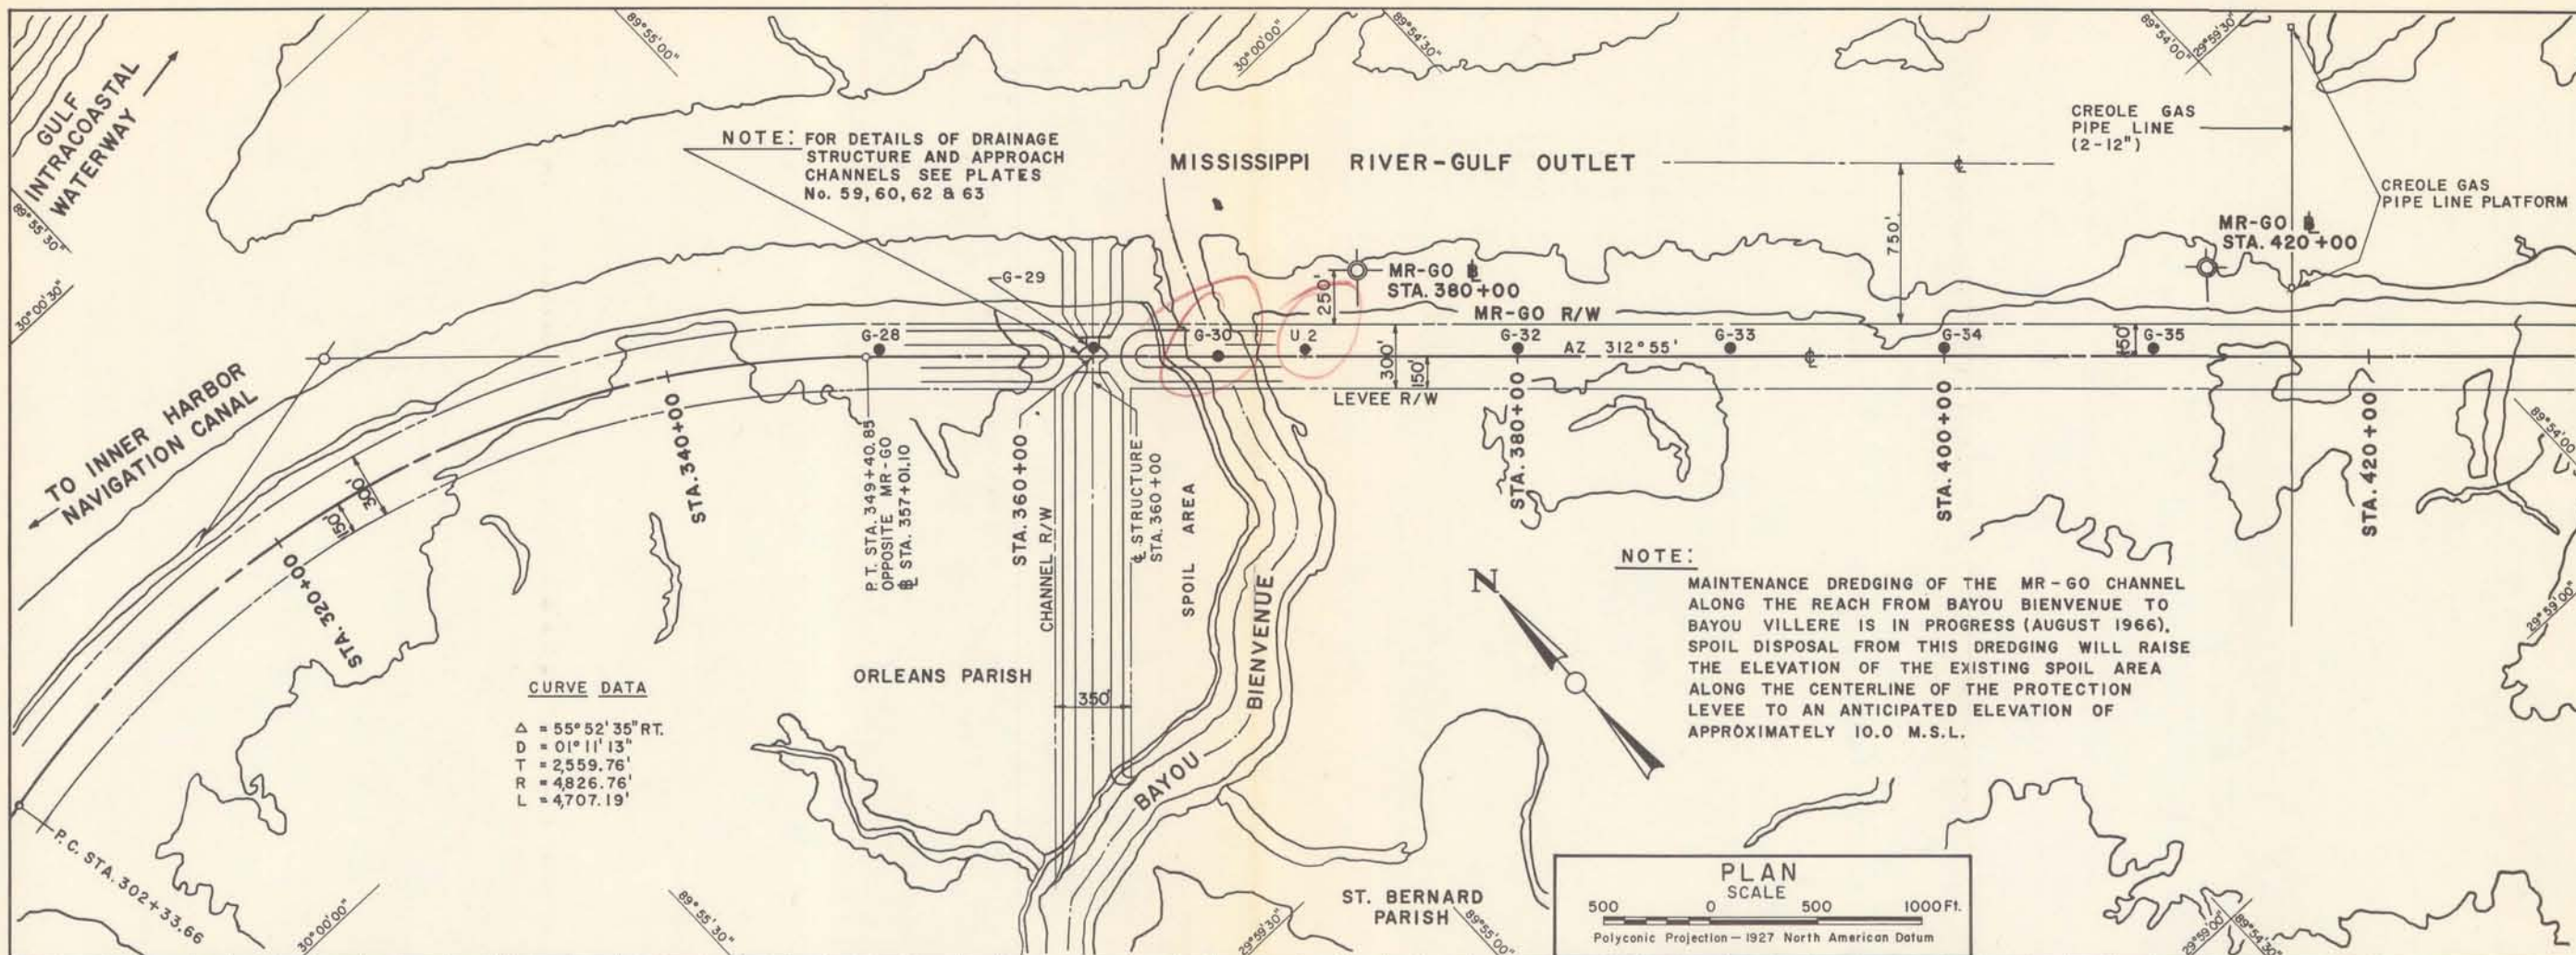 89°55'00"
30°00'00"
89°54'30"
89°54'00"
29°59'30"
GULF
INTRACOASTAL
WATERWAY
89°55'30"
30°00'30"
NOTE: FOR DETAILS OF DRAINAGE
STRUCTURE AND APPROACH
CHANNELS SEE PLATES
No. 59, 60, 62 & 63
MISSISSIPPI RIVER-GULF OUTLET
℄
CREOLE GAS
PIPE LINE
(2-12")
CREOLE GAS
PIPE LINE PLATFORM
750'
MR-GO B̲L
STA. 420+00
MR-GO B̲L
STA. 380+00
250'
MR-GO R/W
G-28
G-29
G-30
U.2
G-32
AZ 312°55'
G-33
℄
G-34
G-35
150'
300'
150'
LEVEE R/W
TO INNER HARBOR
NAVIGATION CANAL
300'
150'
STA. 320+00
STA. 340+00
P.T. STA. 349+40.85
OPPOSITE MR-GO
B̲L STA. 357+01.10
STA. 360+00
CHANNEL R/W
℄ STRUCTURE
STA. 360+00
SPOIL AREA
STA. 380+00
STA. 400+00
STA. 420+00
89°54'00"
29°59'00"
ORLEANS PARISH
350'
BAYOU BIENVENUE
N
NOTE:
MAINTENANCE DREDGING OF THE MR-GO CHANNEL
ALONG THE REACH FROM BAYOU BIENVENUE TO
BAYOU VILLERE IS IN PROGRESS (AUGUST 1966).
SPOIL DISPOSAL FROM THIS DREDGING WILL RAISE
THE ELEVATION OF THE EXISTING SPOIL AREA
ALONG THE CENTERLINE OF THE PROTECTION
LEVEE TO AN ANTICIPATED ELEVATION OF
APPROXIMATELY 10.0 M.S.L.
CURVE DATA
Δ = 55°52'35" RT.
D = 01°11'13"
T = 2,559.76'
R = 4,826.76'
L = 4,707.19'
P.C. STA. 302+33.66
30°00'00"
89°55'30"
29°59'30"
ST. BERNARD
PARISH
89°55'00"
PLAN
SCALE
500 0 500 1000 Ft.
Polyconic Projection — 1927 North American Datum
29°59'00"
89°54'30"